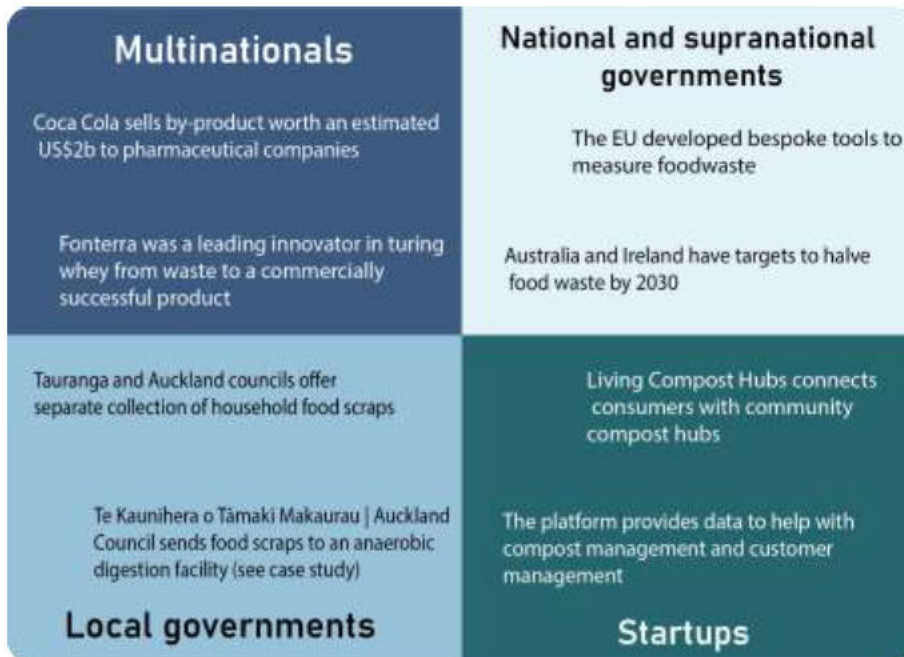 Multinationals
Coca Cola sells by-product worth an estimated
US$2b to pharmaceutical companies
Fonterra was a leading innovator in turing
whey from waste to a commercially
successful product
National and supranational
governments
The EU developed bespoke tools to
measure foodwaste
Australia and Ireland have targets to halve
food waste by 2030
Tauranga and Auckland councils offer
separate collection of household food scraps
Te Kaunihera o Tāmaki Makaurau | Auckland
Council sends food scraps to an anaerobic
digestion facility (see case study)
Local governments
Living Compost Hubs connects
consumers with community
compost hubs
The platform provides data to help with
compost management and customer
management
Startups